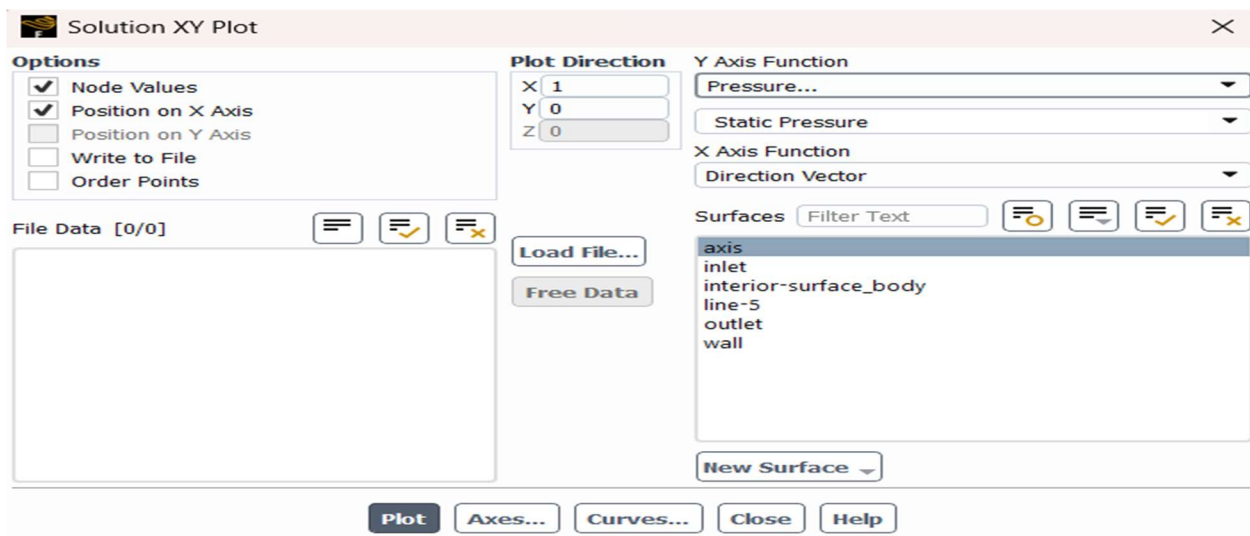 Solution XY Plot
Options
Node Values
Position on X Axis
Position on Y Axis
Write to File
Order Points
Plot Direction
X 1
Y 0
Z 0
Y Axis Function
Pressure...
Static Pressure
X Axis Function
Direction Vector
File Data [0/0]
Load File...
Free Data
Surfaces Filter Text
axis
inlet
interior-surface_body
line-5
outlet
wall
New Surface
Plot Axes... Curves... Close Help